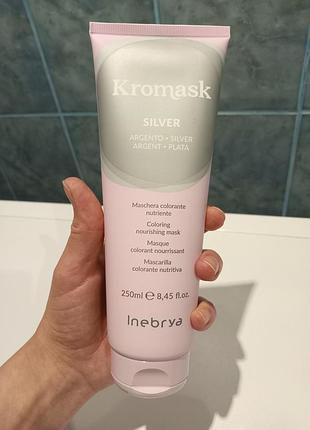 Kromask
SILVER
ARGENTO • SILVER
ARGENT • PLATA
Maschera colorante
nutriente
Coloring
nourishing mask
Masque
colorant nourrissant
Mascarilla
colorante nutritiva
250ml ℮ 8,45 fl.oz.
Inebrya